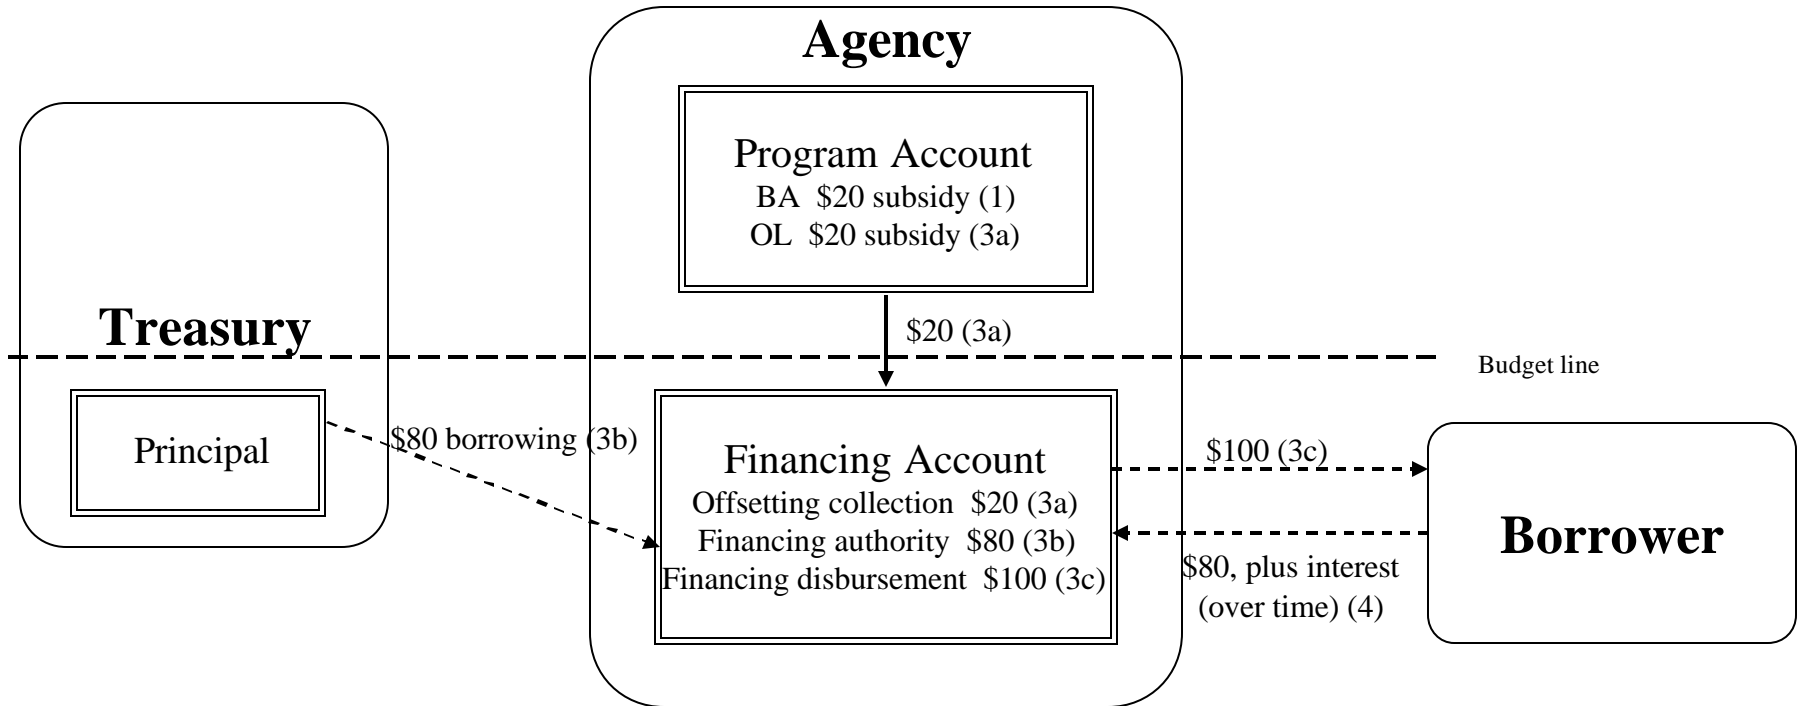 Agency
Program Account
BA $20 subsidy (1)
OL $20 subsidy (3a)
Treasury
$20 (3a)
Budget line
Principal
$80 borrowing (3b)
Financing Account
Offsetting collection $20 (3a)
Financing authority $80 (3b)
Financing disbursement $100 (3c)
$100 (3c)
Borrower
$80, plus interest
(over time) (4)